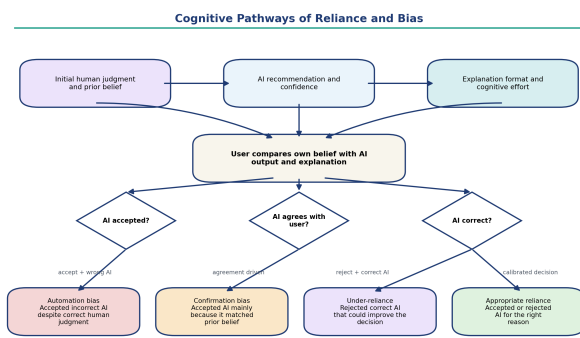 Cognitive Pathways of Reliance and Bias
Initial human judgment
and prior belief
AI recommendation and
confidence
Explanation format and
cognitive effort
User compares own belief with AI
output and explanation
AI accepted?
AI agrees with
user?
AI correct?
accept + wrong AI
agreement driven
reject + correct AI
calibrated decision
Automation bias
Accepted incorrect AI
despite correct human
judgment
Confirmation bias
Accepted AI mainly
because it matched
prior belief
Under-reliance
Rejected correct AI
that could improve the
decision
Appropriate reliance
Accepted or rejected
AI for the right
reason